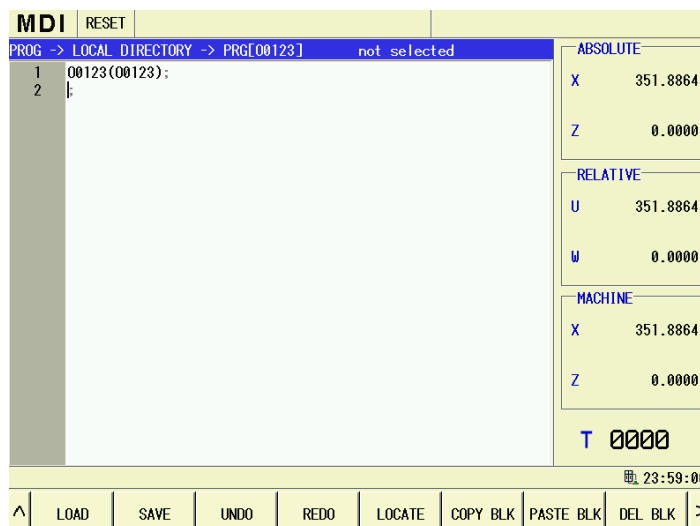 MDI RESET
PROG -> LOCAL DIRECTORY -> PRG[O0123] not selected
1 O0123(O0123);
2 ;
ABSOLUTE
X 351.8864
Z 0.0000
RELATIVE
U 351.8864
W 0.0000
MACHINE
X 351.8864
Z 0.0000
T 0000
23:59:0
^ LOAD SAVE UNDO REDO LOCATE COPY BLK PASTE BLK DEL BLK